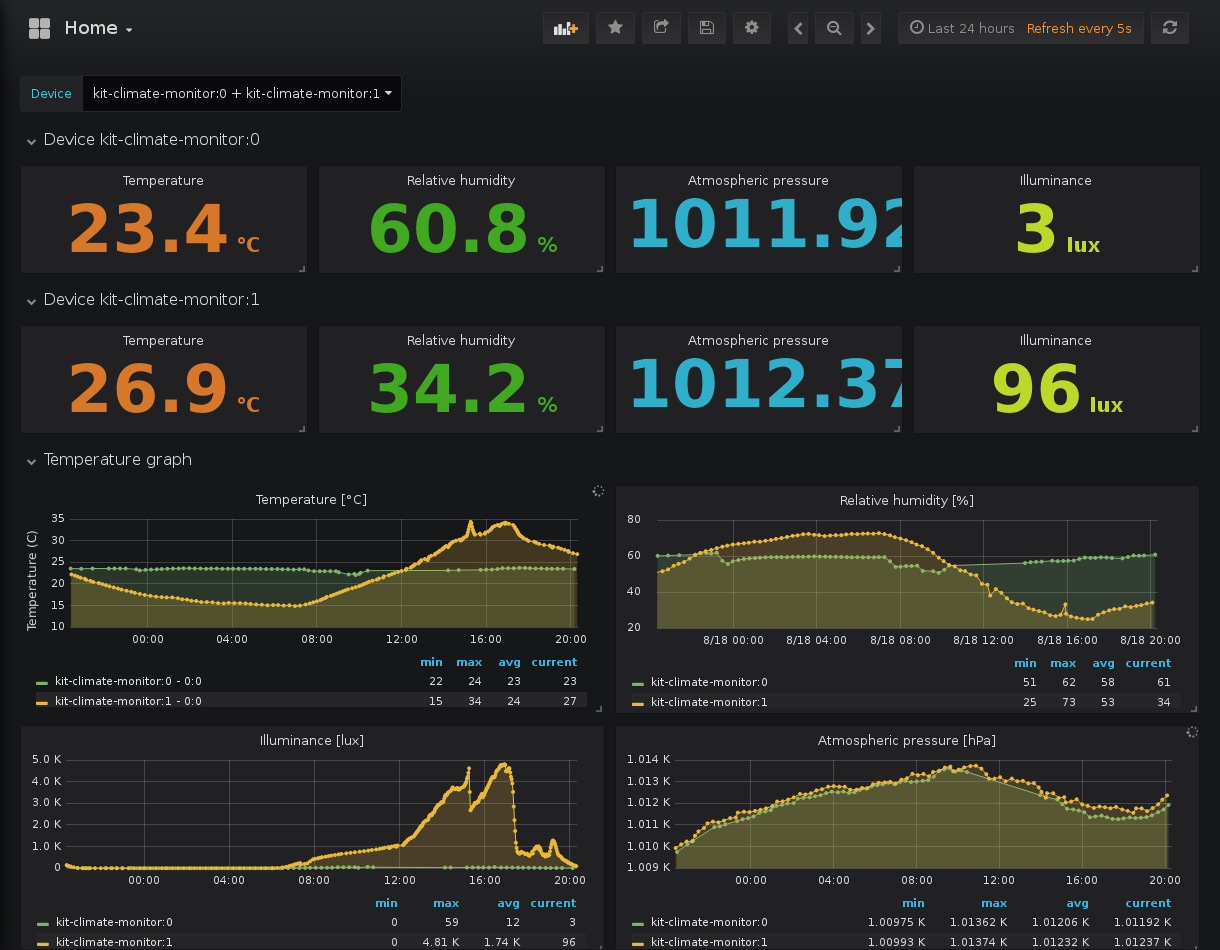 Home
Last 24 hours Refresh every 5s
Device kit-climate-monitor:0 + kit-climate-monitor:1
Device kit-climate-monitor:0
Temperature Relative humidity Atmospheric pressure Illuminance
23.4 °C 60.8 % 1011.92 3 lux
Device kit-climate-monitor:1
Temperature Relative humidity Atmospheric pressure Illuminance
26.9 °C 34.2 % 1012.37 96 lux
Temperature graph
Temperature [°C]
Temperature (C)
35
30
25
20
15
10
00:00 04:00 08:00 12:00 16:00 20:00
min max avg current
kit-climate-monitor:0 - 0:0 22 24 23 23
kit-climate-monitor:1 - 0:0 15 34 24 27
Relative humidity [%]
80
60
40
20
8/18 00:00 8/18 04:00 8/18 08:00 8/18 12:00 8/18 16:00 8/18 20:00
min max avg current
kit-climate-monitor:0 51 62 58 61
kit-climate-monitor:1 25 73 53 34
Illuminance [lux]
5.0 K
4.0 K
3.0 K
2.0 K
1.0 K
0
00:00 04:00 08:00 12:00 16:00 20:00
min max avg current
kit-climate-monitor:0 0 59 12 3
kit-climate-monitor:1 0 4.81 K 1.74 K 96
Atmospheric pressure [hPa]
1.014 K
1.013 K
1.012 K
1.011 K
1.010 K
1.009 K
00:00 04:00 08:00 12:00 16:00 20:00
min max avg current
kit-climate-monitor:0 1.00975 K 1.01362 K 1.01206 K 1.01192 K
kit-climate-monitor:1 1.00993 K 1.01374 K 1.01232 K 1.01237 K